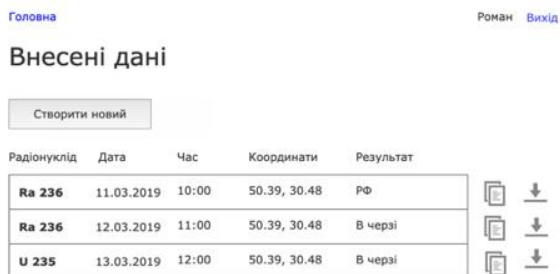 Головна Роман Вихід
Внесені дані
Створити новий
Радіонуклід Дата Час Координати Результат
Ra 236 11.03.2019 10:00 50.39, 30.48 РФ
Ra 236 12.03.2019 11:00 50.39, 30.48 В черзі
U 235 13.03.2019 12:00 50.39, 30.48 В черзі